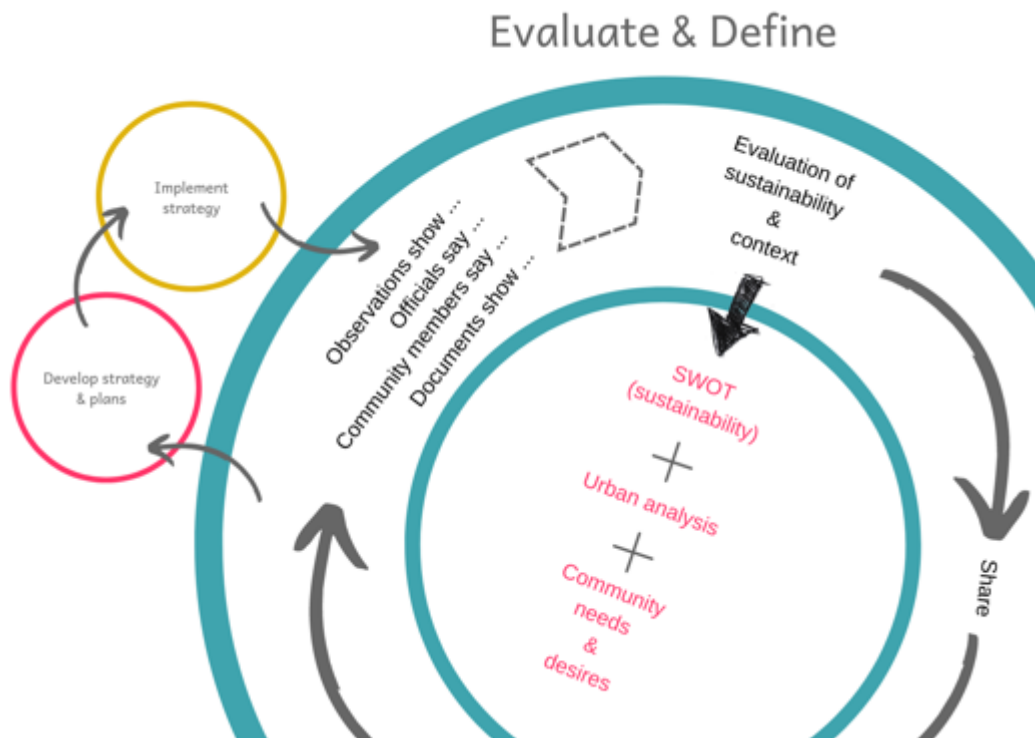 Evaluate & Define
Implement
strategy
Develop strategy
& plans
Observations show ...
Officials say ...
Community members say ...
Documents show ...
Evaluation of
sustainability
&
context
SWOT
(sustainability)
+
Urban analysis
+
Community
needs
&
desires
Share